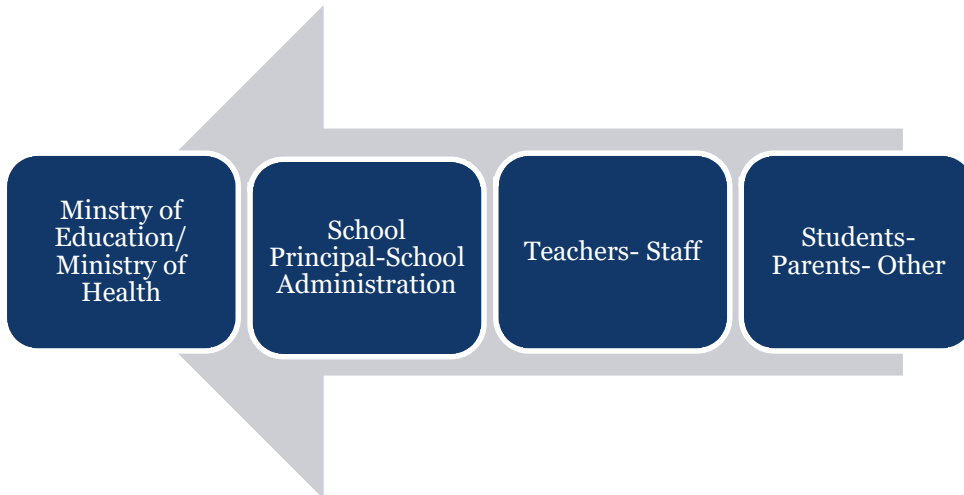 Minstry of
Education/
Ministry of
Health
School
Principal-School
Administration
Teachers- Staff
Students-
Parents- Other